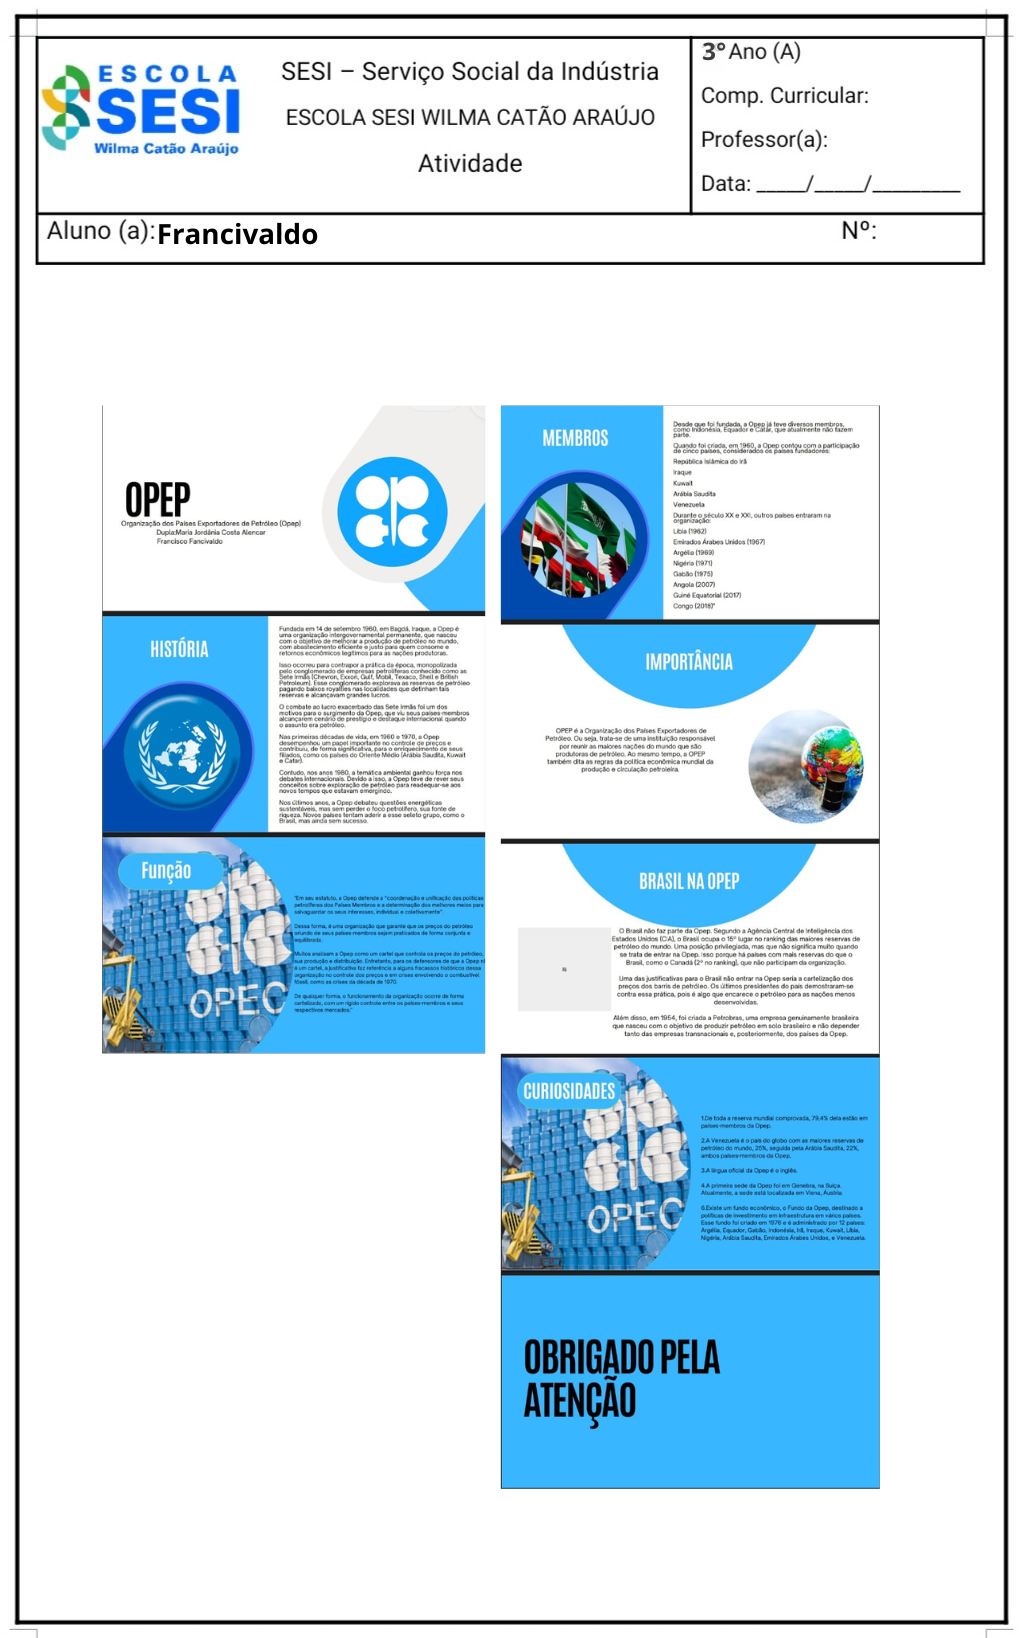 ESCOLA
SESI
Wilma Catão Araújo
SESI – Serviço Social da Indústria
ESCOLA SESI WILMA CATÃO ARAÚJO
Atividade
3° Ano (A)
Comp. Curricular:
Professor(a):
Data: _____/_____/_________
Aluno (a): Francivaldo
Nº:
OPEP
Organização dos Países Exportadores de Petróleo (Opep)
Dupla:Maria Jordânia Costa Alencar
Francisco Fancivaldo
HISTÓRIA
Fundada em 14 de setembro 1960, em Bagdá, Iraque, a Opep é
uma organização intergovernamental permanente, que nasceu
com o objetivo de melhorar a produção de petróleo no mundo,
com abastecimento eficiente e justo para quem consome e
retornos econômicos legítimos para as nações produtoras.
Isso ocorreu para contrapor a prática da época, monopolizada
pelo conglomerado de empresas petrolíferas conhecido como as
Sete Irmãs (Chevron, Exxon, Gulf, Mobil, Texaco, Shell e British
Petroleum). Esse conglomerado explorava as reservas de petróleo
pagando baixos royalties nas localidades que detinham tais
reservas e alcançavam grandes lucros.
O combate ao lucro exacerbado das Sete Irmãs foi um dos
motivos para o surgimento da Opep, que viu seus países-membros
alcançarem cenário de prestígio e destaque internacional quando
o assunto era petróleo.
Nas primeiras décadas de vida, em 1960 e 1970, a Opep
desempenhou um papel importante no controle de preços e
contribuiu, de forma significativa, para o enriquecimento de seus
filiados, como os países do Oriente Médio (Arábia Saudita, Kuwait
e Catar).
Contudo, nos anos 1980, a temática ambiental ganhou força nos
debates internacionais. Devido a isso, a Opep teve de rever seus
conceitos sobre exploração de petróleo para readequar-se aos
novos tempos que estavam emergindo.
Nos últimos anos, a Opep debateu questões energéticas
sustentáveis, mas sem perder o foco petrolífero, sua fonte de
riqueza. Novos países tentam aderir a esse seleto grupo, como o
Brasil, mas ainda sem sucesso.
Função
"Em seu estatuto, a Opep defende a "coordenação e unificação das políticas
petrolíferas dos Países Membros e a determinação dos melhores meios para
salvaguardar os seus interesses, individual e coletivamente".
Dessa forma, é uma organização que garante que os preços do petróleo
oriundo de seus países-membros sejam praticados de forma conjunta e
equilibrada.
Muitos analisam a Opep como um cartel que controla os preços do petróleo,
sua produção e distribuição. Entretanto, para os defensores de que a Opep n
é um cartel, a justificativa faz referência a alguns fracassos históricos dessa
organização no controle dos preços e em crises envolvendo o combustível
fóssil, como as crises da década de 1970.
De qualquer forma, o funcionamento da organização ocorre de forma
cartelizada, com um rígido controle entre os países-membros e seus
respectivos mercados."
OPEC
MEMBROS
Desde que foi fundada, a Opep já teve diversos membros,
como Indonésia, Equador e Catar, que atualmente não fazem
parte.
Quando foi criada, em 1960, a Opep contou com a participação
de cinco países, considerados os países fundadores:
República Islâmica do Irã
Iraque
Kuwait
Arábia Saudita
Venezuela
Durante o século XX e XXI, outros países entraram na
organização:
Líbia (1962)
Emirados Árabes Unidos (1967)
Argélia (1969)
Nigéria (1971)
Gabão (1975)
Angola (2007)
Guiné Equatorial (2017)
Congo (2018)"
IMPORTÂNCIA
OPEP é a Organização dos Países Exportadores de
Petróleo. Ou seja, trata-se de uma instituição responsável
por reunir as maiores nações do mundo que são
produtoras de petróleo. Ao mesmo tempo, a OPEP
também dita as regras da política econômica mundial da
produção e circulação petroleira.
BRASIL NA OPEP
O Brasil não faz parte da Opep. Segundo a Agência Central de Inteligência dos
Estados Unidos (CIA), o Brasil ocupa o 15º lugar no ranking das maiores reservas de
petróleo do mundo. Uma posição privilegiada, mas que não significa muito quando
se trata de entrar na Opep. Isso porque há países com mais reservas do que o
Brasil, como o Canadá (2º no ranking), que não participam da organização.
Uma das justificativas para o Brasil não entrar na Opep seria a cartelização dos
preços dos barris de petróleo. Os últimos presidentes do país demostraram-se
contra essa prática, pois é algo que encarece o petróleo para as nações menos
desenvolvidas.
Além disso, em 1954, foi criada a Petrobras, uma empresa genuinamente brasileira
que nasceu com o objetivo de produzir petróleo em solo brasileiro e não depender
tanto das empresas transnacionais e, posteriormente, dos países da Opep.
CURIOSIDADES
1.De toda a reserva mundial comprovada, 79,4% dela estão em
países-membros da Opep.
2.A Venezuela é o país do globo com as maiores reservas de
petróleo do mundo, 25%, seguida pela Arábia Saudita, 22%,
ambos países-membros da Opep.
3.A língua oficial da Opep é o inglês.
4.A primeira sede da Opep foi em Genebra, na Suíça.
Atualmente, a sede está localizada em Viena, Áustria.
6.Existe um fundo econômico, o Fundo da Opep, destinado a
políticas de investimento em infraestrutura em vários países.
Esse fundo foi criado em 1976 e é administrado por 12 países:
Argélia, Equador, Gabão, Indonésia, Irã, Iraque, Kuwait, Líbia,
Nigéria, Arábia Saudita, Emirados Árabes Unidos, e Venezuela.
OPEC
OBRIGADO PELA
ATENÇÃO